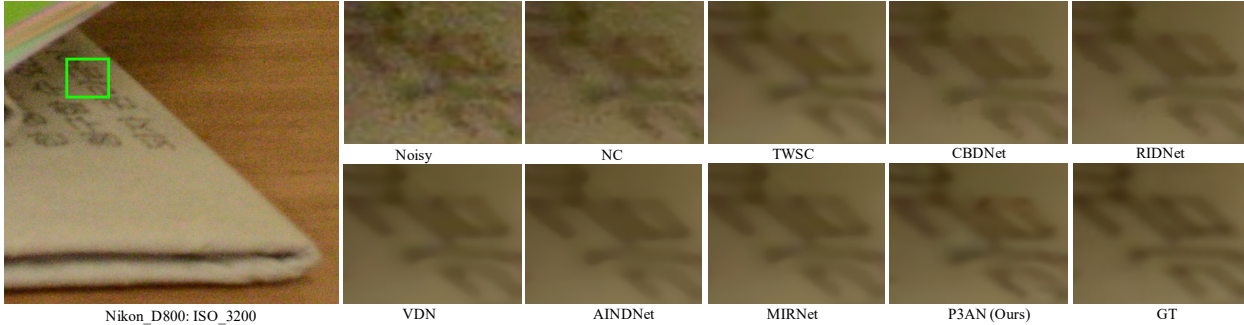 Noisy
NC
TWSC
CBDNet
RIDNet
VDN
AINDNet
MIRNet
P3AN (Ours)
GT
Nikon_D800: ISO_3200